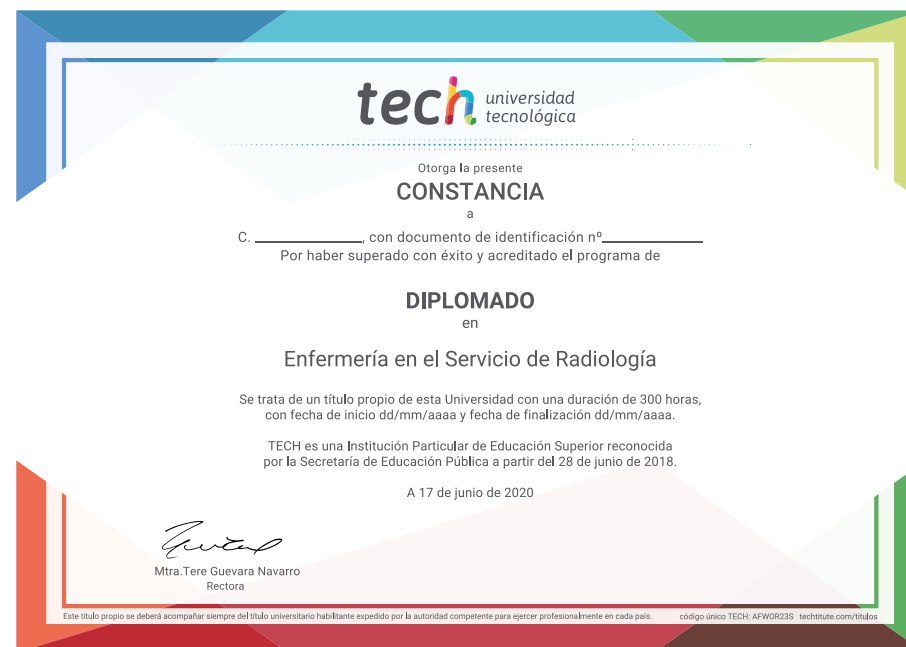 tech universidad
tecnológica
Otorga la presente
CONSTANCIA
a
C. ____________, con documento de identificación nº____________
Por haber superado con éxito y acreditado el programa de
DIPLOMADO
en
Enfermería en el Servicio de Radiología
Se trata de un título propio de esta Universidad con una duración de 300 horas,
con fecha de inicio dd/mm/aaaa y fecha de finalización dd/mm/aaaa.
TECH es una Institución Particular de Educación Superior reconocida
por la Secretaría de Educación Pública a partir del 28 de junio de 2018.
A 17 de junio de 2020
Mtra.Tere Guevara Navarro
Rectora
Este título propio se deberá acompañar siempre del título universitario habilitante expedido por la autoridad competente para ejercer profesionalmente en cada país. código único TECH: AFWOR23S techtitute.com/titulos